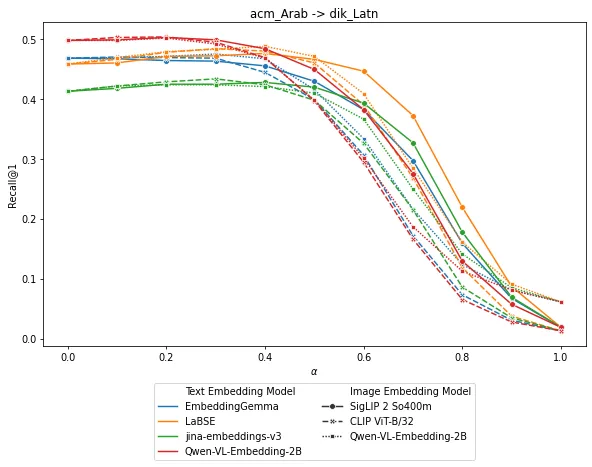 acm_Arab -> dik_Latn
Recall@1
0.5
0.4
0.3
0.2
0.1
0.0
0.0 0.2 0.4 0.6 0.8 1.0
α
Text Embedding Model
EmbeddingGemma
LaBSE
jina-embeddings-v3
Qwen-VL-Embedding-2B
Image Embedding Model
SigLIP 2 So400m
CLIP ViT-B/32
Qwen-VL-Embedding-2B